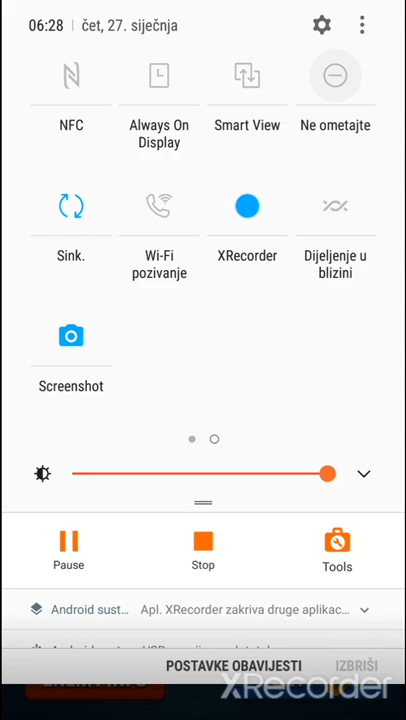 06:28 | čet, 27. siječnja
NFC
Always On
Display
Smart View
Ne ometajte
Sink.
Wi-Fi
pozivanje
XRecorder
Dijeljenje u
blizini
Screenshot
Pause
Stop
Tools
Android sust... Apl. XRecorder zakriva druge aplikac...
POSTAVKE OBAVIJESTI
IZBRIŠI
XRecorder